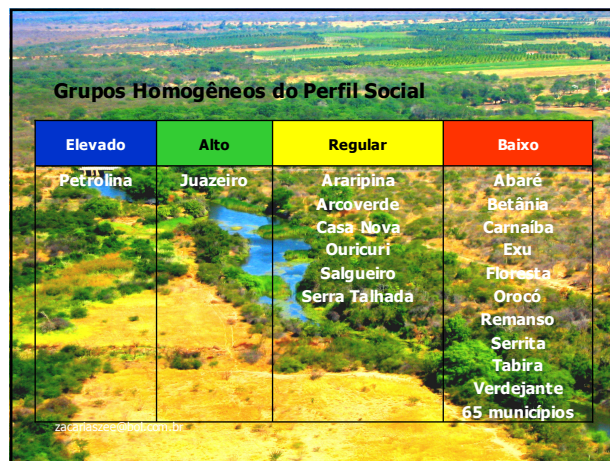 Grupos Homogêneos do Perfil Social
Elevado Alto Regular Baixo
Petrolina Juazeiro Araripina Abaré
Arcoverde Betânia
Casa Nova Carnaíba
Ouricuri Exu
Salgueiro Floresta
Serra Talhada Orocó
Remanso
Serrita
Tabira
Verdejante
65 municípios